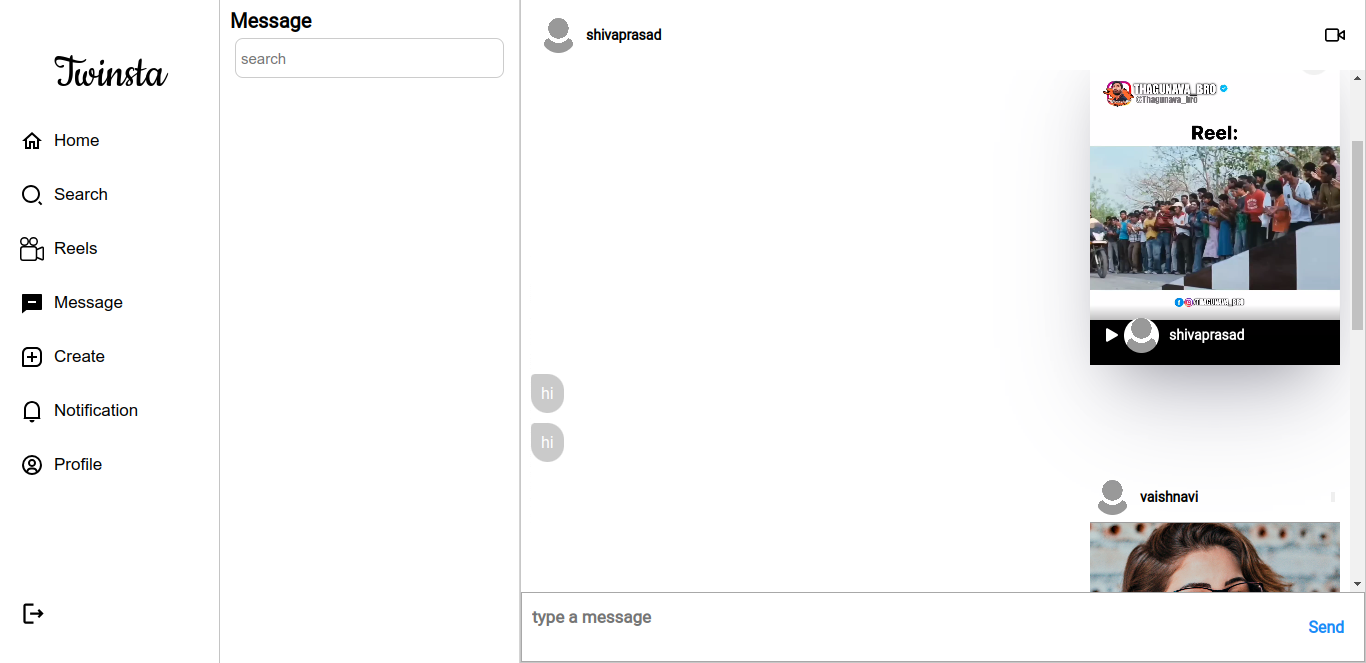 Twinsta
Home
Search
Reels
Message
Create
Notification
Profile
Message
search
shivaprasad
THAGUNAVA_BRO
@Thagunava_bro
Reel:
THAGUNAVA_BRO
shivaprasad
hi
hi
vaishnavi
type a message
Send